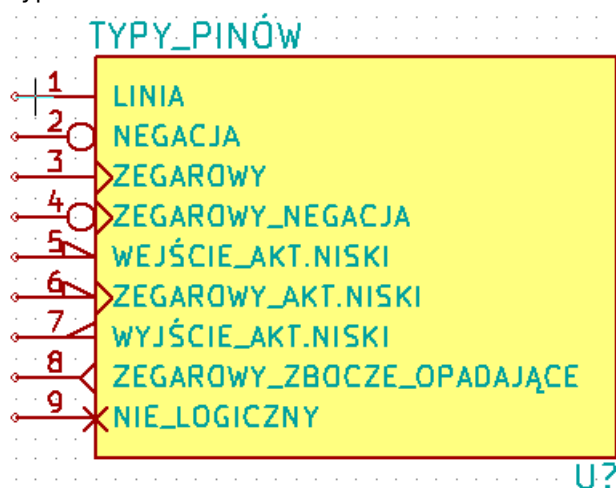 TYPY_PINÓW
1 LINIA
2 NEGACJA
3 ZEGAROWY
4 ZEGAROWY_NEGACJA
5 WEJŚCIE_AKT.NISKI
6 ZEGAROWY_AKT.NISKI
7 WYJŚCIE_AKT.NISKI
8 ZEGAROWY_ZBOCZE_OPADAJĄCE
9 NIE_LOGICZNY
U?